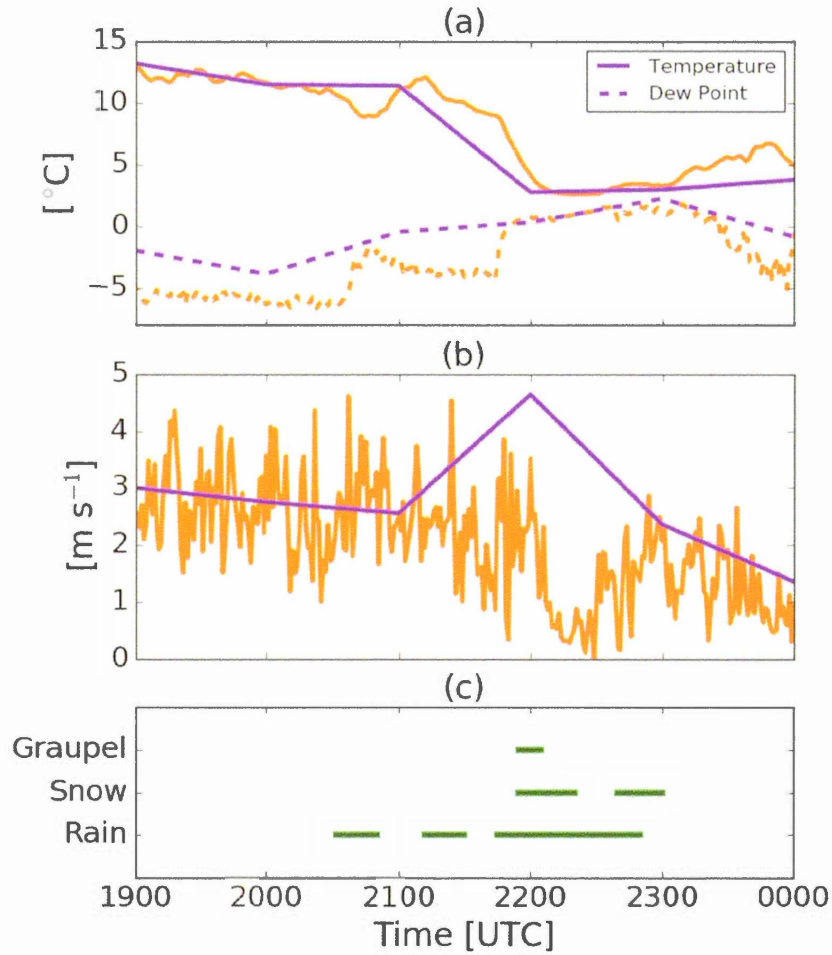 (a)
15
10
5
0
−5
[°C]
Temperature
Dew Point
(b)
5
4
3
2
1
0
[m s⁻¹]
(c)
Graupel
Snow
Rain
1900 2000 2100 2200 2300 0000
Time [UTC]